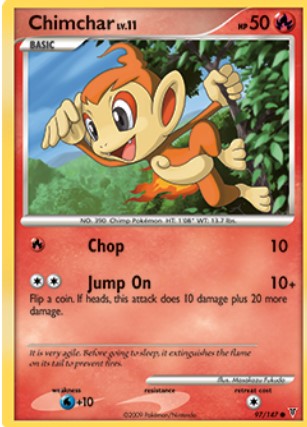 Chimchar LV.11 HP 50
BASIC
NO. 390 Chimp Pokémon. HT: 1'08" WT: 13.7 lbs.
Chop 10
Jump On 10+
Flip a coin. If heads, this attack does 10 damage plus 20 more
damage.
It is very agile. Before going to sleep, it extinguishes the flame
on its tail to prevent fires.
Illus. Masakazu Fukuda
weakness resistance retreat cost
+10
©2009 Pokémon/Nintendo 97/147